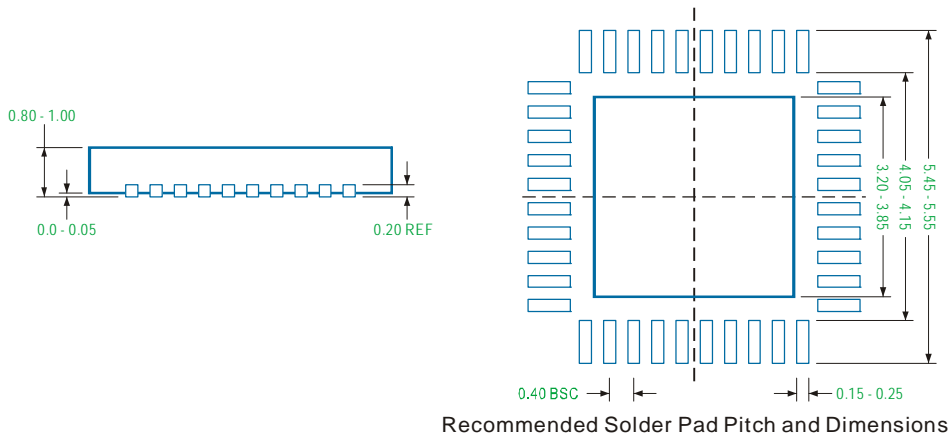 0.80 - 1.00
0.0 - 0.05
0.20 REF
3.20 - 3.85
4.05 - 4.15
5.45 - 5.55
0.40 BSC
0.15 - 0.25
Recommended Solder Pad Pitch and Dimensions